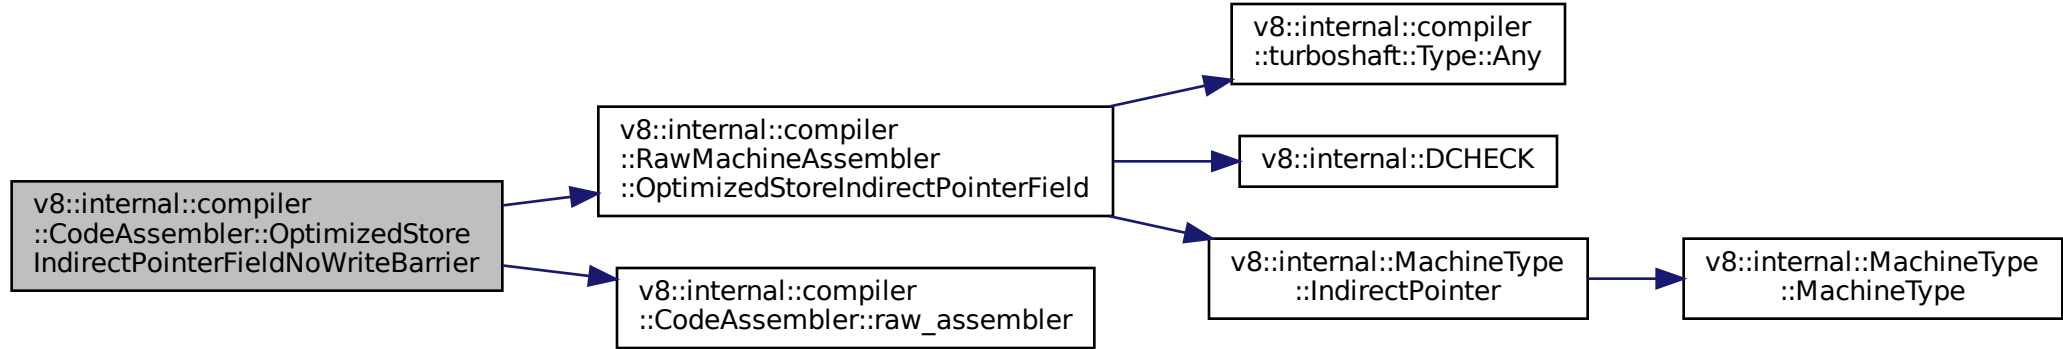 v8::internal::compiler
::CodeAssembler::OptimizedStore
IndirectPointerFieldNoWriteBarrier
v8::internal::compiler
::RawMachineAssembler
::OptimizedStoreIndirectPointerField
v8::internal::compiler
::turboshaft::Type::Any
v8::internal::DCHECK
v8::internal::MachineType
::IndirectPointer
v8::internal::MachineType
::MachineType
v8::internal::compiler
::CodeAssembler::raw_assembler